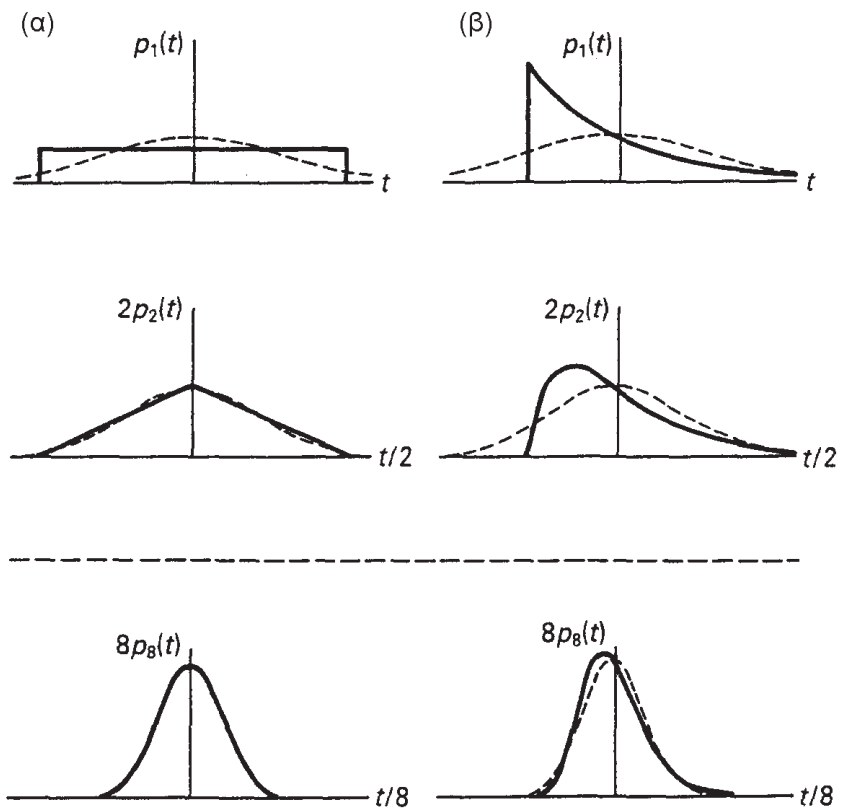 (α)
p₁(t)
t
(β)
p₁(t)
t
2p₂(t)
t/2
2p₂(t)
t/2
8p₈(t)
t/8
8p₈(t)
t/8